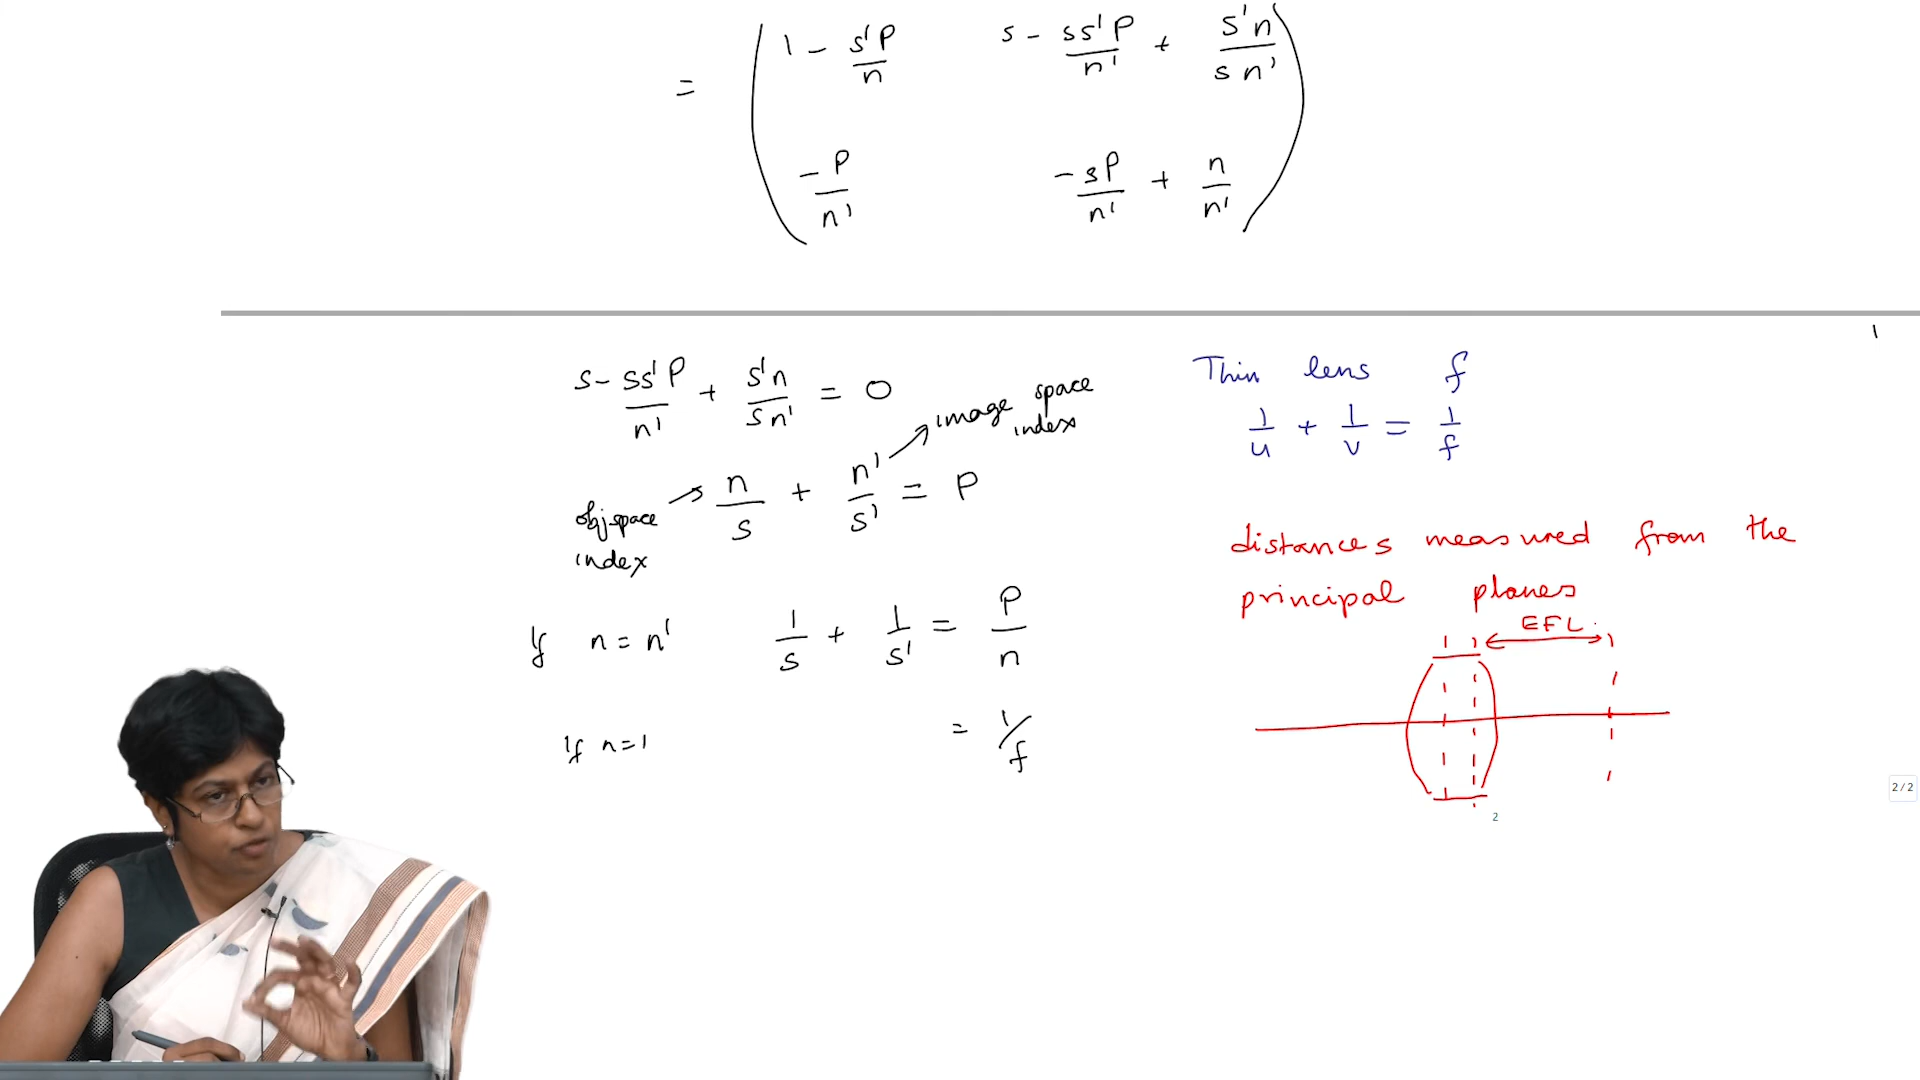 = ( 1 - s'P/n    s - ss'P/n' + s'n/sn'
-P/n'    -sP/n' + n/n' )
1
s - ss'P/n' + s'n/sn' = 0
image space
index
n/s + n'/s' = P
obj space
index
If n = n'    1/s + 1/s' = P/n
If n=1    = 1/f
Thin lens f
1/u + 1/v = 1/f
distances measured from the
principal planes
EFL
2
2/2